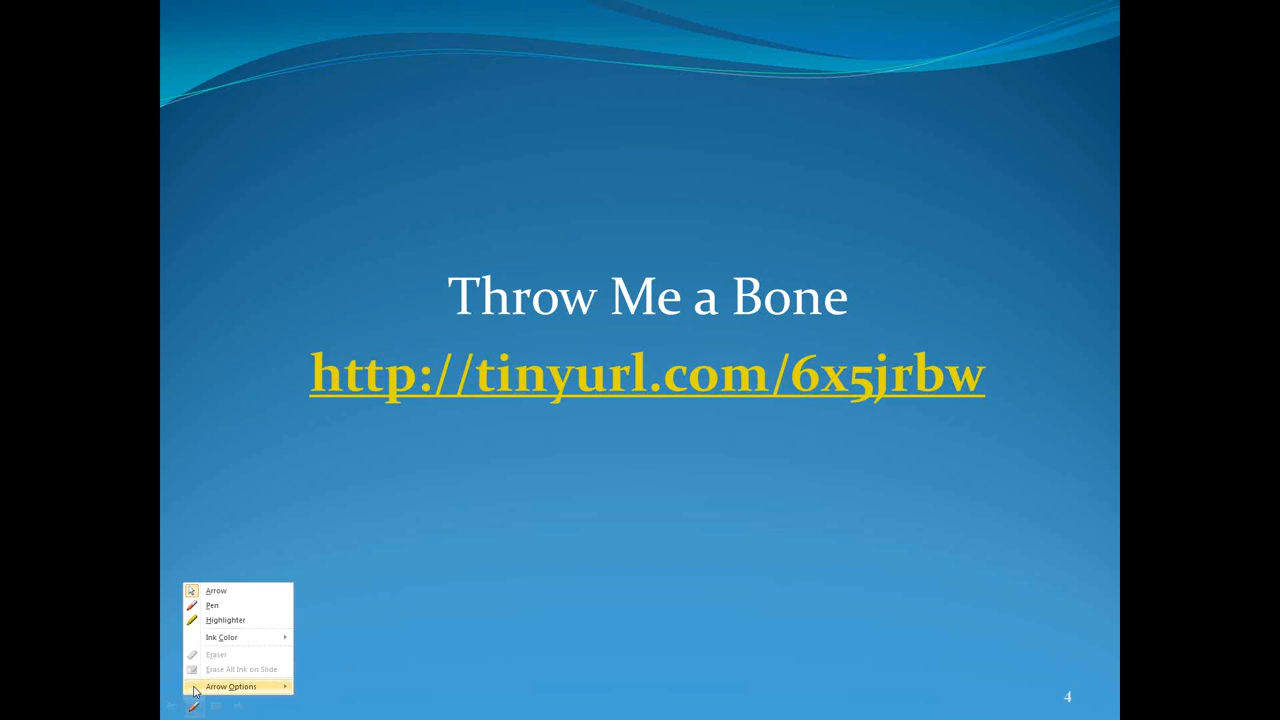 Throw Me a Bone
http://tinyurl.com/6x5jrbw
Arrow
Pen
Highlighter
Ink Color
Eraser
Erase All Ink on Slide
Arrow Options
4